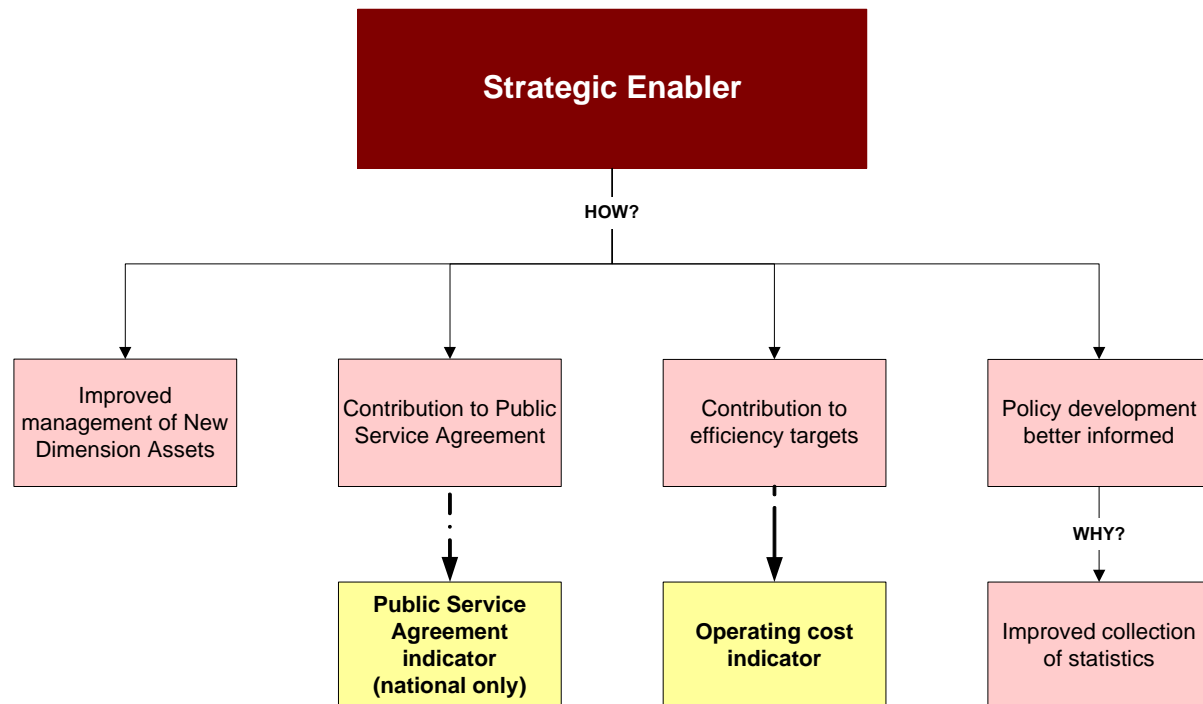 Strategic Enabler
HOW?
Improved
management of New
Dimension Assets
Contribution to Public
Service Agreement
Contribution to
efficiency targets
Policy development
better informed
WHY?
Public Service
Agreement
indicator
(national only)
Operating cost
indicator
Improved collection
of statistics